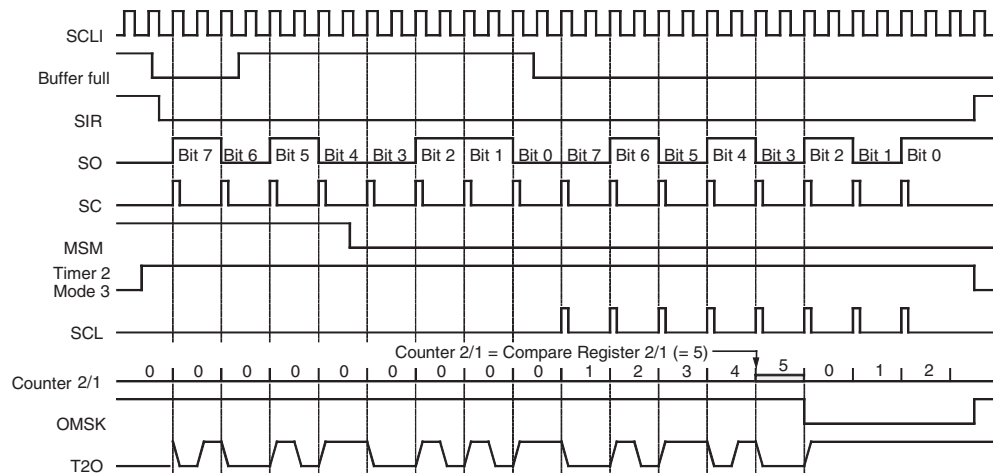 SCLI
Buffer full
SIR
SO Bit 7 Bit 6 Bit 5 Bit 4 Bit 3 Bit 2 Bit 1 Bit 0 Bit 7 Bit 6 Bit 5 Bit 4 Bit 3 Bit 2 Bit 1 Bit 0
SC
MSM
Timer 2
Mode 3
SCL
Counter 2/1 = Compare Register 2/1 (= 5)
Counter 2/1 0 0 0 0 0 0 0 0 0 1 2 3 4 5 0 1 2
OMSK
T2O